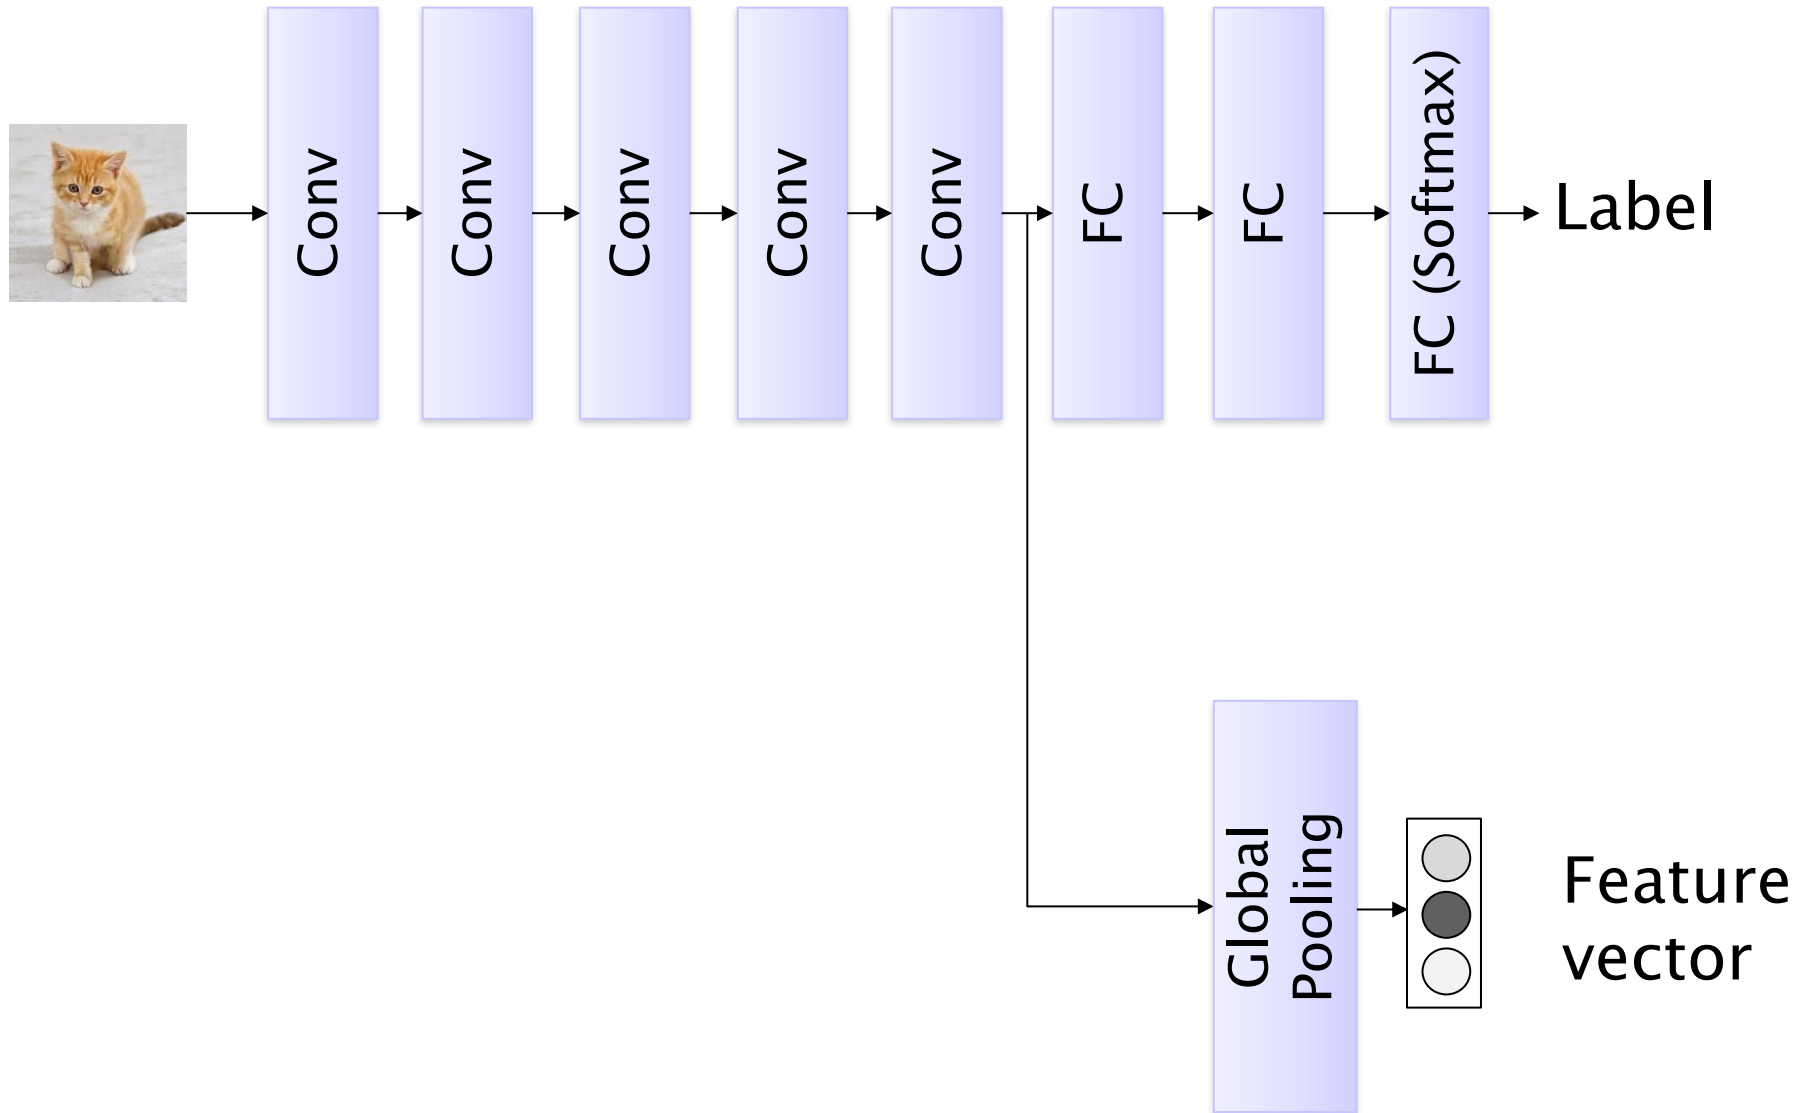 Conv
Conv
Conv
Conv
Conv
FC
FC
FC (Softmax)
Label
Global
Pooling
Feature
vector